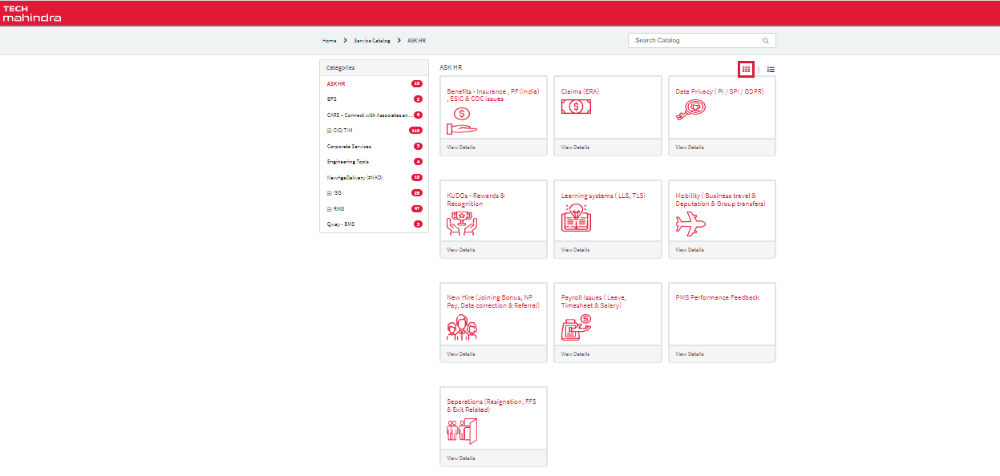 TECH
mahindra
Home
Service Catalog
ASK HR
Search Catalog
Categories
ASK HR
10
BPS
2
CARE – Connect with Associates an...
6
CIO/TIM
118
Corporate Services
3
Engineering Tools
4
NewAgeDelivery (#NAD)
10
ISG
26
RMG
47
Qway - BMS
3
ASK HR
Benefits - Insurance , PF (India)
, ESIC & COC issues
View Details
Claims (ERA)
View Details
Data Privacy ( PI / SPI / GDPR)
View Details
KUDOs - Rewards &
Recognition
View Details
Learning systems ( LLS, TLS)
View Details
Mobility ( Business travel &
Deputation & Group transfers)
View Details
New Hire (Joining Bonus, NP
Pay, Data correction & Referral)
View Details
Payroll Issues ( Leave,
Timesheet & Salary)
View Details
PMS Performance Feedback
View Details
Separations (Resignation, FFS
& Exit Related)
View Details